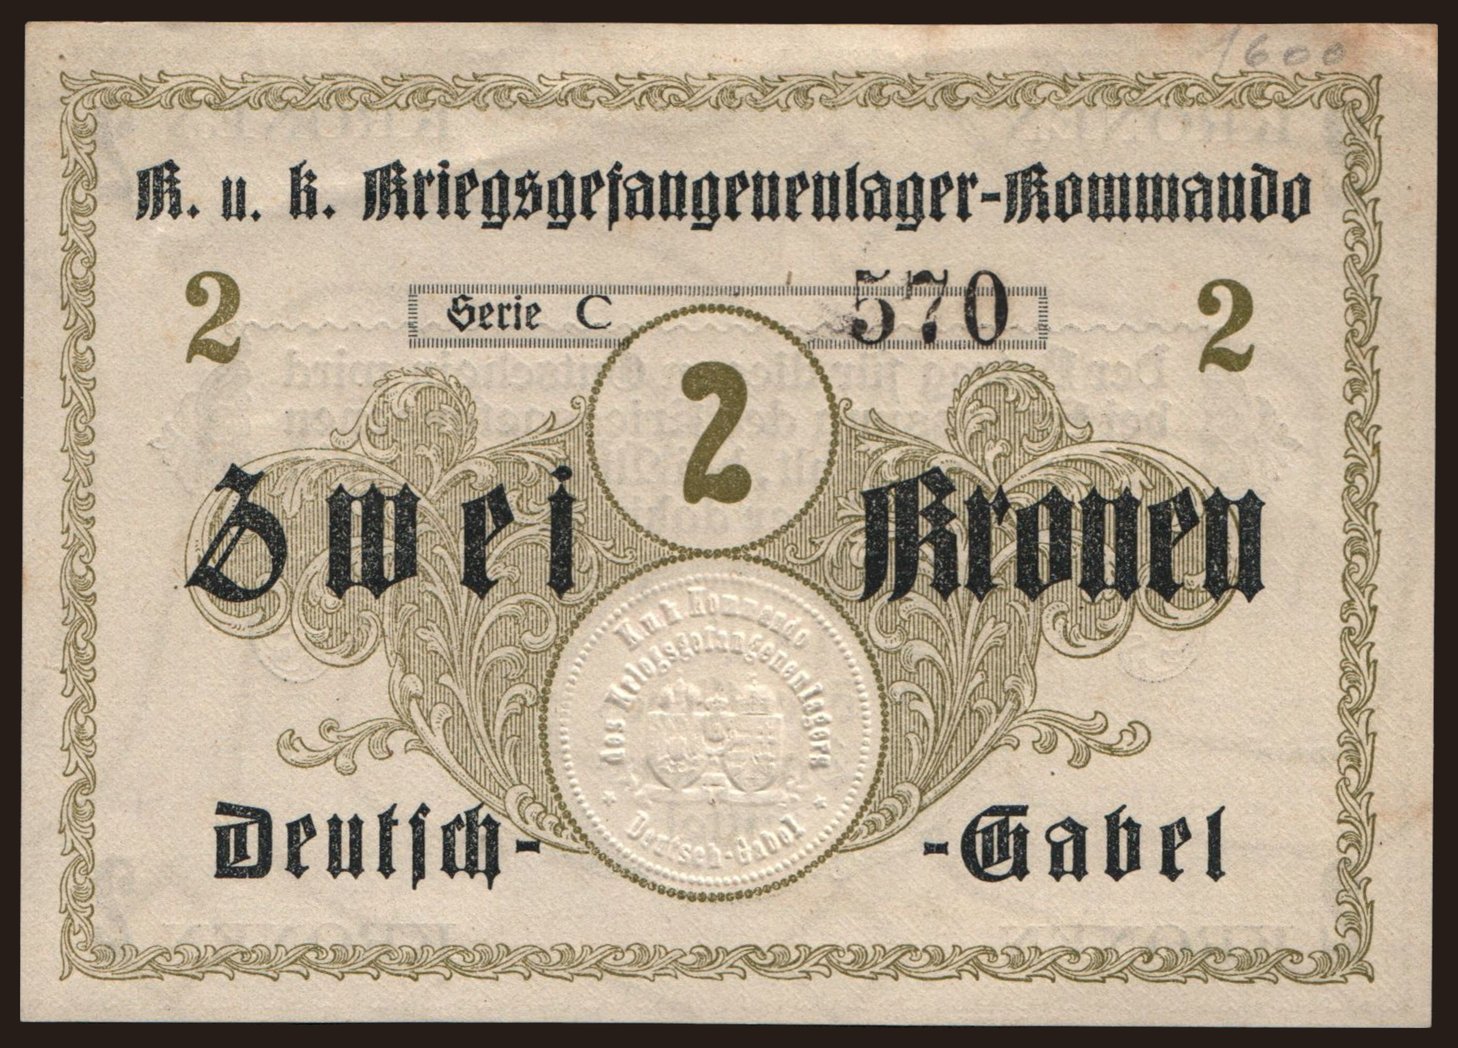 1600
K. u. k. Kriegsgefangenenlager-Kommando
2 2
Serie C 570
2
Zwei Kronen
K.u.k. Kommando
des Kriegsgefangenenlagers
* Deutsch-Gabel *
Deutsch- -Gabel